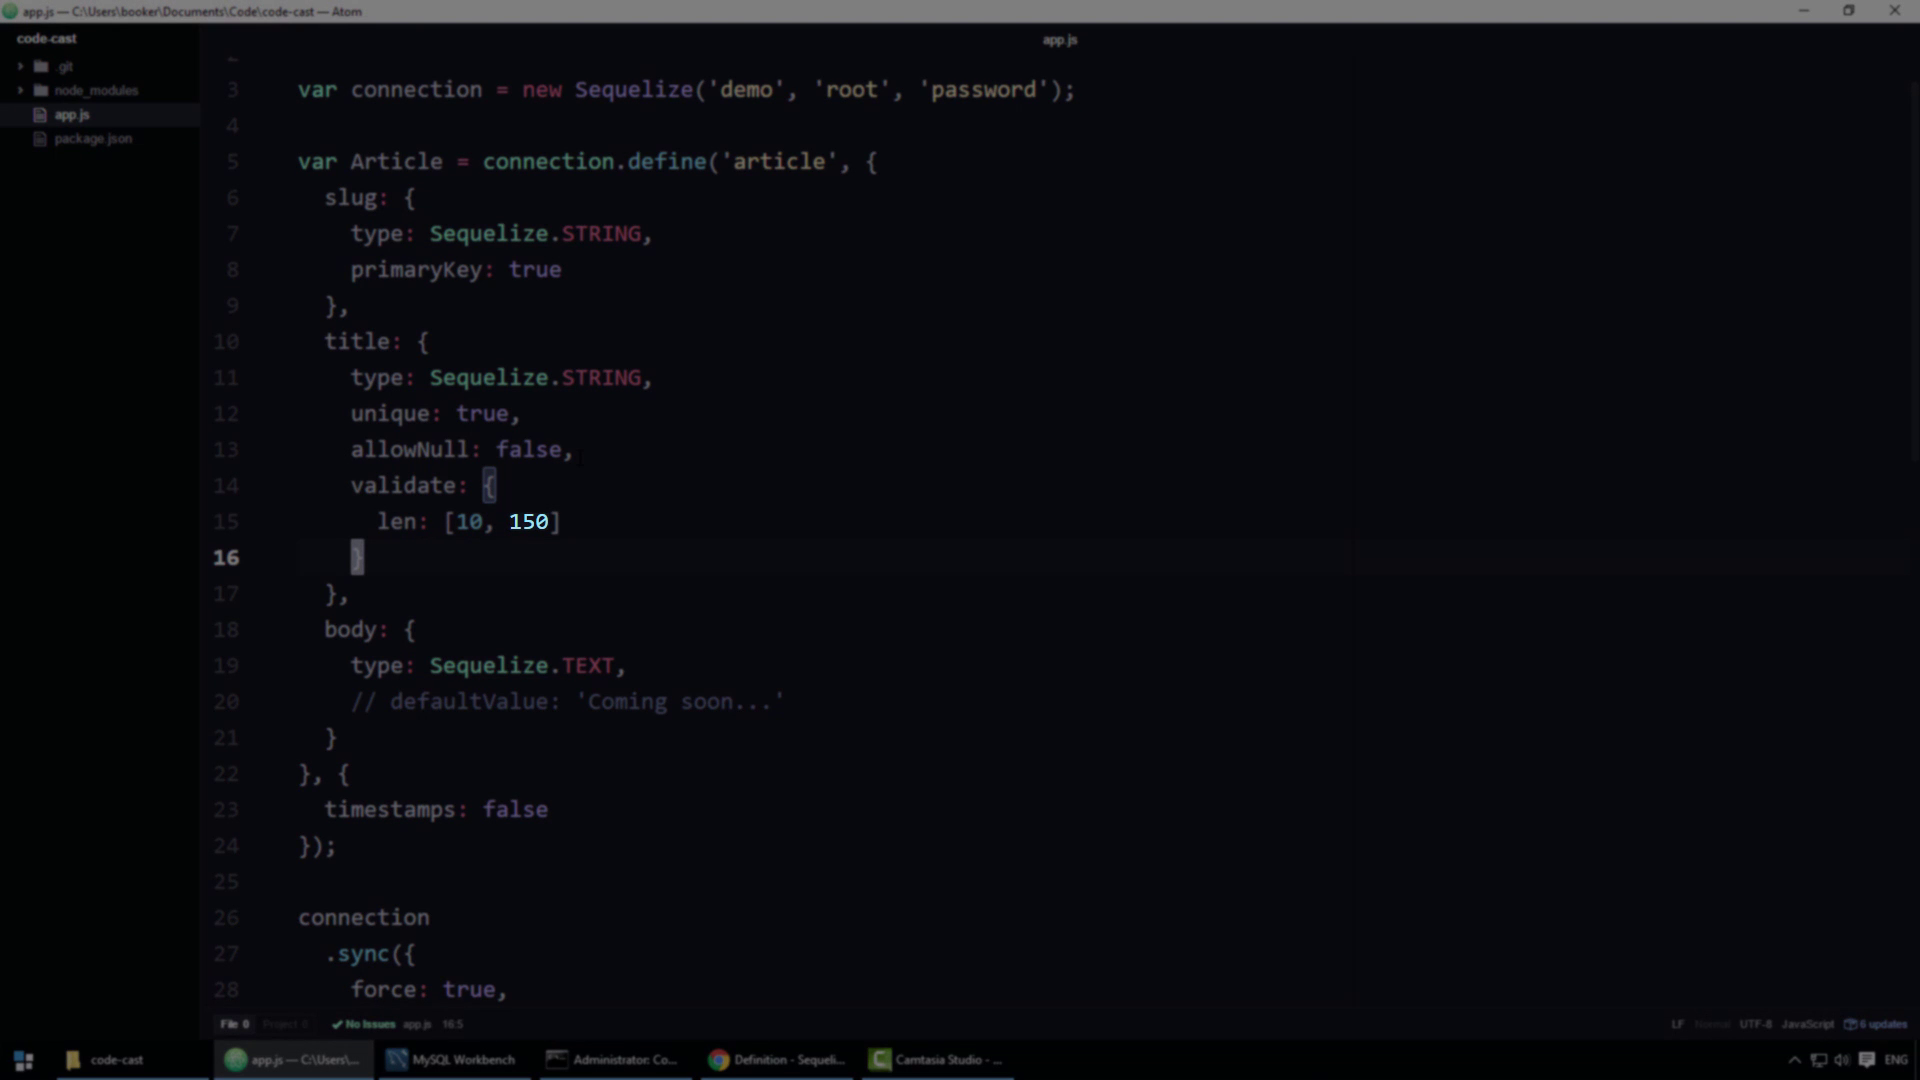 app.js — C:\Users\booker\Documents\Code\code-cast — Atom
code-cast
.git
node_modules
app.js
package.json
app.js
2
3 var connection = new Sequelize('demo', 'root', 'password');
4
5 var Article = connection.define('article', {
6 slug: {
7 type: Sequelize.STRING,
8 primaryKey: true
9 },
10 title: {
11 type: Sequelize.STRING,
12 unique: true,
13 allowNull: false,
14 validate: {
15 len: [10, 150]
16 }
17 },
18 body: {
19 type: Sequelize.TEXT,
20 // defaultValue: 'Coming soon...'
21 }
22 }, {
23 timestamps: false
24 });
25
26 connection
27 .sync({
28 force: true,
File 0 Project 0 No Issues app.js 16:5 LF Normal UTF-8 JavaScript 6 updates
code-cast app.js — C:\Users\... MySQL Workbench Administrator: Co... Definition - Sequeli... Camtasia Studio - ... ENG